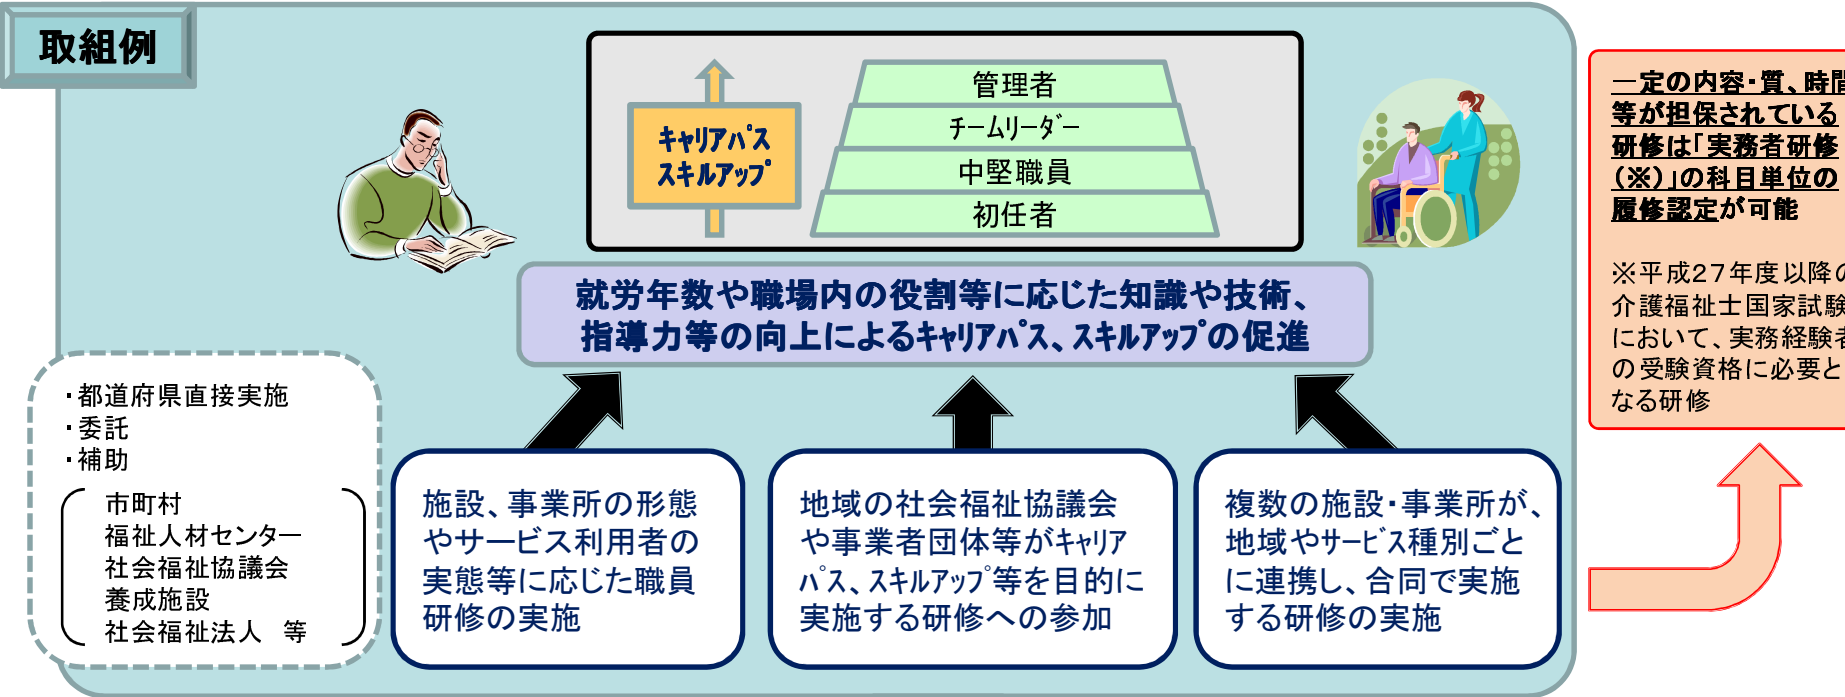 取組例
キャリアパス
スキルアップ
管理者
チームリーダー
中堅職員
初任者
就労年数や職場内の役割等に応じた知識や技術、
指導力等の向上によるキャリアパス、スキルアップの促進
・都道府県直接実施
・委託
・補助
市町村
福祉人材センター
社会福祉協議会
養成施設
社会福祉法人　等
施設、事業所の形態
やサービス利用者の
実態等に応じた職員
研修の実施
地域の社会福祉協議会
や事業者団体等がキャリア
パス、スキルアップ等を目的に
実施する研修への参加
複数の施設・事業所が、
地域やサービス種別ごと
に連携し、合同で実施
する研修の実施
一定の内容・質、時間
等が担保されている
研修は「実務者研修
（※）」の科目単位の
履修認定が可能
※平成２７年度以降の
介護福祉士国家試験
において、実務経験者
の受験資格に必要と
なる研修